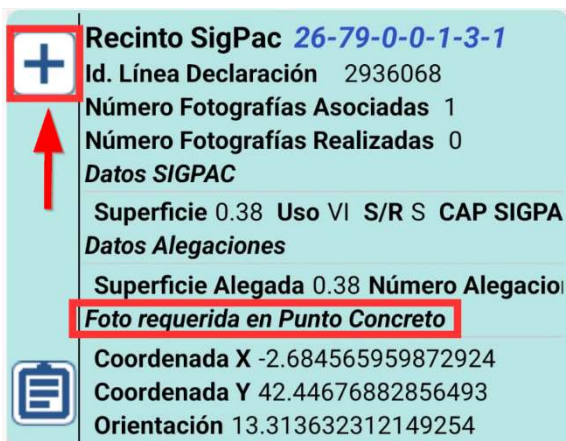 Recinto SigPac 26-79-0-0-1-3-1
Id. Línea Declaración 2936068
Número Fotografías Asociadas 1
Número Fotografías Realizadas 0
Datos SIGPAC
Superficie 0.38 Uso VI S/R S CAP SIGPA
Datos Alegaciones
Superficie Alegada 0.38 Número Alegacio
Foto requerida en Punto Concreto
Coordenada X -2.684565959872924
Coordenada Y 42.44676882856493
Orientación 13.313632312149254